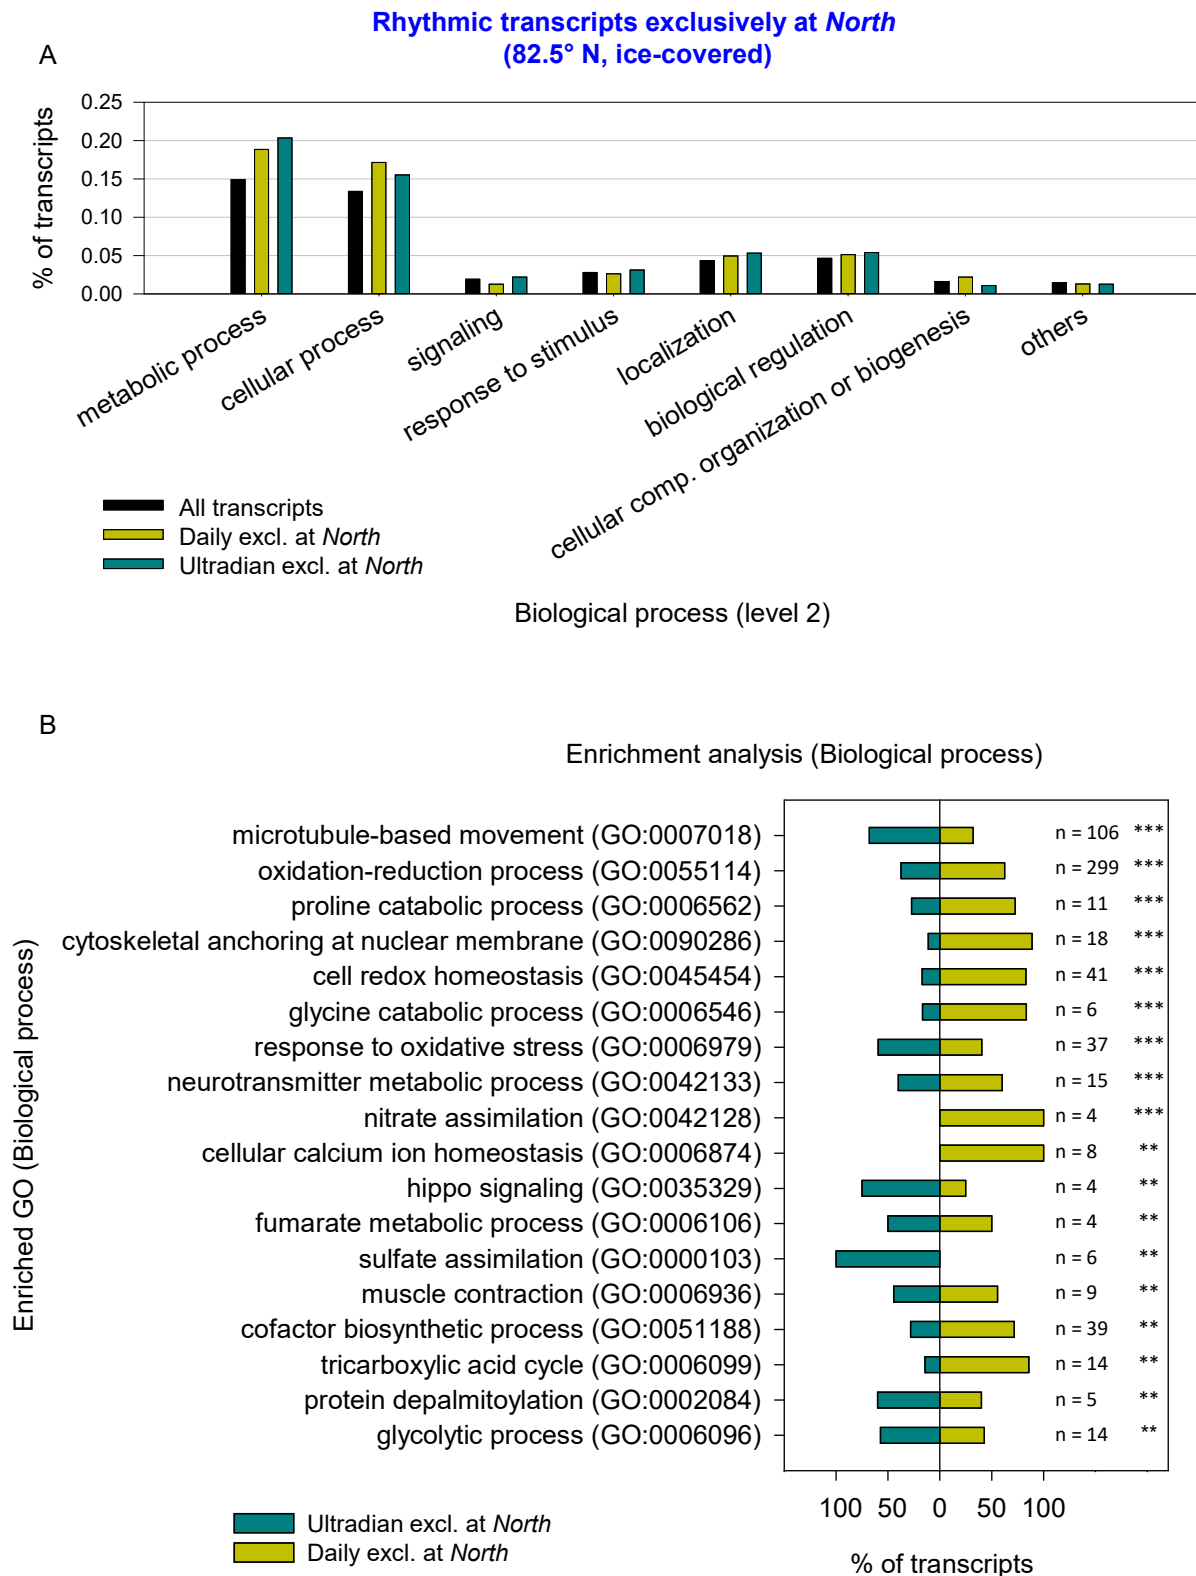 Rhythmic transcripts exclusively at North
(82.5° N, ice-covered)
A
% of transcripts
0.25
0.20
0.15
0.10
0.05
0.00
metabolic process
cellular process
signaling
response to stimulus
localization
biological regulation
cellular comp. organization or biogenesis
others
All transcripts
Daily excl. at North
Ultradian excl. at North
Biological process (level 2)
B
Enrichment analysis (Biological process)
Enriched GO (Biological process)
microtubule-based movement (GO:0007018) n = 106 ***
oxidation-reduction process (GO:0055114) n = 299 ***
proline catabolic process (GO:0006562) n = 11 ***
cytoskeletal anchoring at nuclear membrane (GO:0090286) n = 18 ***
cell redox homeostasis (GO:0045454) n = 41 ***
glycine catabolic process (GO:0006546) n = 6 ***
response to oxidative stress (GO:0006979) n = 37 ***
neurotransmitter metabolic process (GO:0042133) n = 15 ***
nitrate assimilation (GO:0042128) n = 4 ***
cellular calcium ion homeostasis (GO:0006874) n = 8 **
hippo signaling (GO:0035329) n = 4 **
fumarate metabolic process (GO:0006106) n = 4 **
sulfate assimilation (GO:0000103) n = 6 **
muscle contraction (GO:0006936) n = 9 **
cofactor biosynthetic process (GO:0051188) n = 39 **
tricarboxylic acid cycle (GO:0006099) n = 14 **
protein depalmitoylation (GO:0002084) n = 5 **
glycolytic process (GO:0006096) n = 14 **
100 50 0 50 100
% of transcripts
Ultradian excl. at North
Daily excl. at North